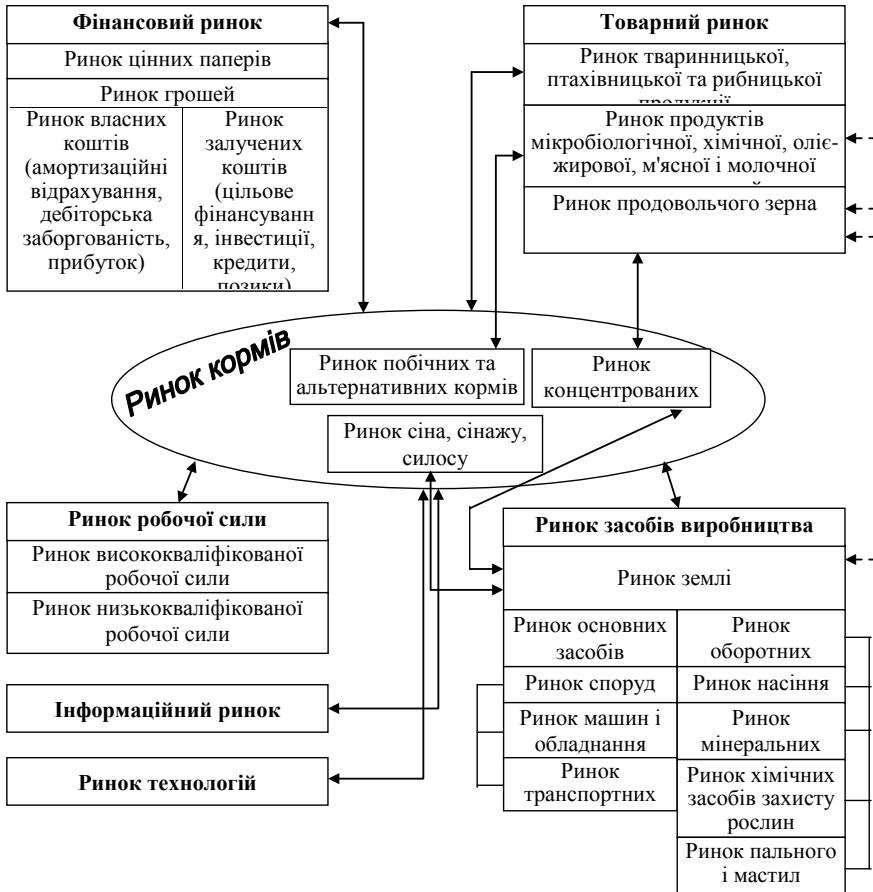 Фінансовий ринок
Ринок цінних паперів
Ринок грошей
Ринок власних
коштів
(амортизаційні
відрахування,
дебіторська
заборгованість,
прибуток)
Ринок
залучених
коштів
(цільове
фінансуванн
я, інвестиції,
кредити,
позики)
Товарний ринок
Ринок тваринницької,
птахівницької та рибницької
продукції
Ринок продуктів
мікробіологічної, хімічної, оліє-
жирової, м'ясної і молочної
Ринок продовольчого зерна
Ринок кормів
Ринок побічних та
альтернативних кормів
Ринок
концентрованих
Ринок сіна, сінажу,
силосу
Ринок робочої сили
Ринок висококваліфікованої
робочої сили
Ринок низькокваліфікованої
робочої сили
Інформаційний ринок
Ринок технологій
Ринок засобів виробництва
Ринок землі
Ринок основних
засобів
Ринок споруд
Ринок машин і
обладнання
Ринок
транспортних
Ринок
оборотних
Ринок насіння
Ринок
мінеральних
Ринок хімічних
засобів захисту
рослин
Ринок пального
і мастил